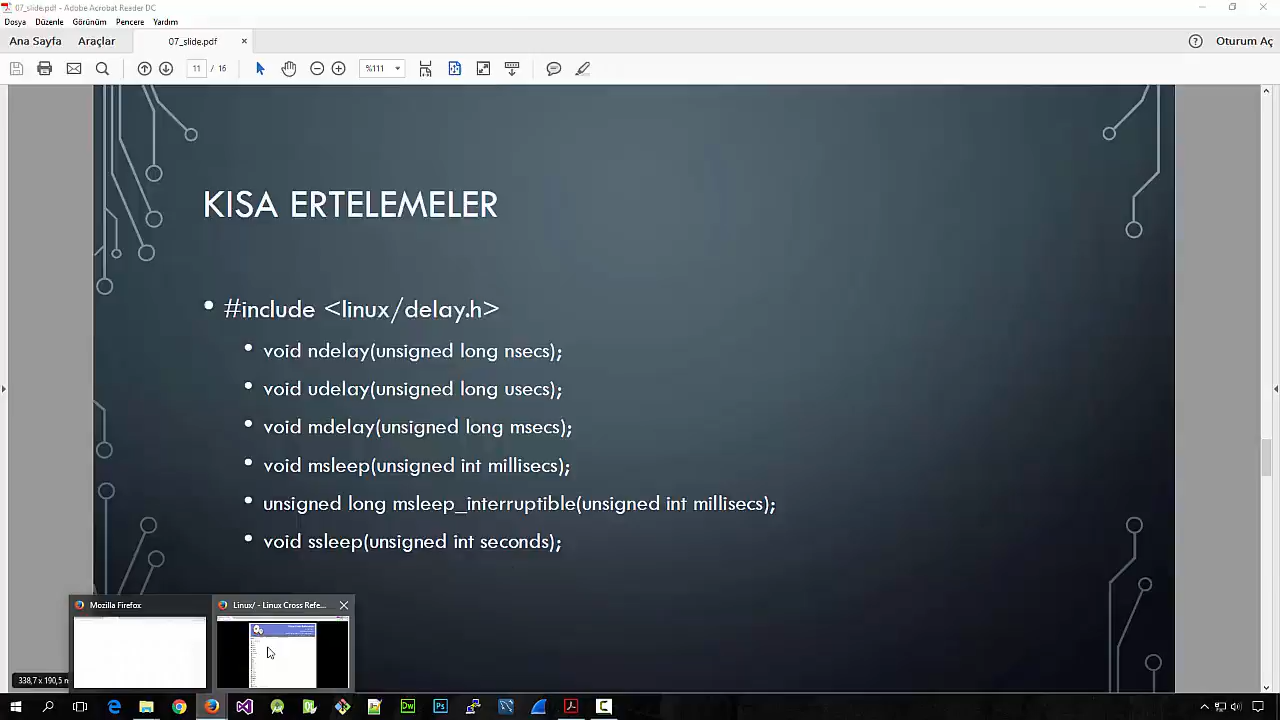 07_slide.pdf - Adobe Acrobat Reader DC
Dosya Düzenle Görünüm Pencere Yardım
Ana Sayfa Araçlar 07_slide.pdf Oturum Aç
11 / 16 %111
KISA ERTELEMELER
#include <linux/delay.h>
void ndelay(unsigned long nsecs);
void udelay(unsigned long usecs);
void mdelay(unsigned long msecs);
void msleep(unsigned int millisecs);
unsigned long msleep_interruptible(unsigned int millisecs);
void ssleep(unsigned int seconds);
Mozilla Firefox
Linux/ - Linux Cross Refe...
338,7 x 190,5
Dw
Ps